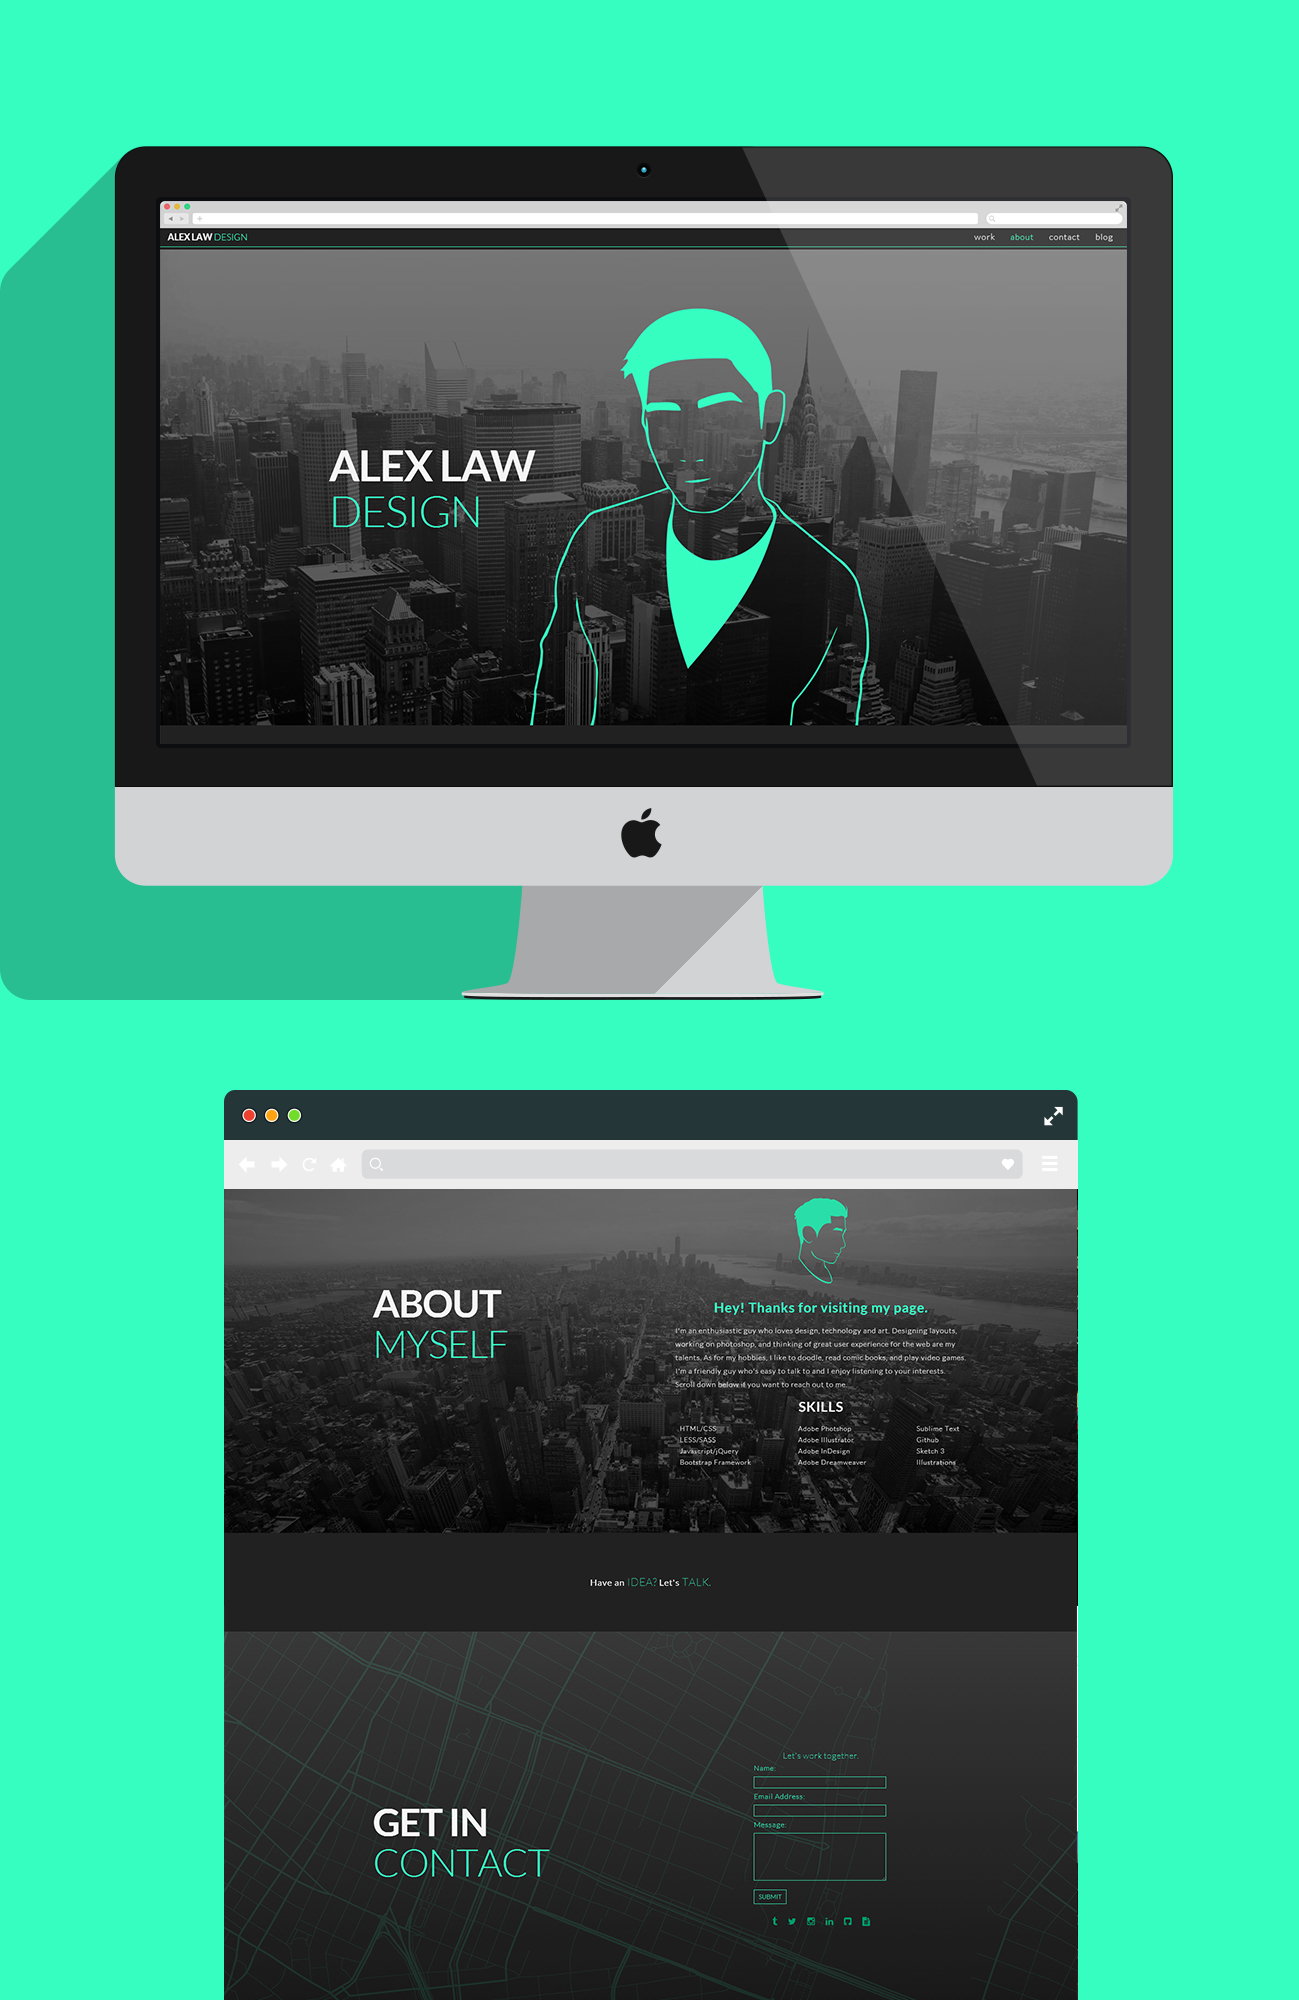 ALEX LAW DESIGN
work about contact blog
ALEX LAW
DESIGN
ABOUT
MYSELF
Hey! Thanks for visiting my page.
I'm an enthusiastic guy who loves design, technology and art. Designing layouts,
working on photoshop, and thinking of great user experience for the web are my
talents. As for my hobbies, I like to doodle, read comic books, and play video games.
I'm a friendly guy who's easy to talk to and I enjoy listening to your interests.
Scroll down below if you want to reach out to me.
SKILLS
HTML/CSS
LESS/SASS
Javascript/jQuery
Bootstrap Framework
Adobe Photshop
Adobe Illustrator
Adobe InDesign
Adobe Dreamweaver
Sublime Text
Github
Sketch 3
Illustrations
Have an IDEA? Let's TALK.
GET IN
CONTACT
Let's work together.
Name:
Email Address:
Message:
SUBMIT